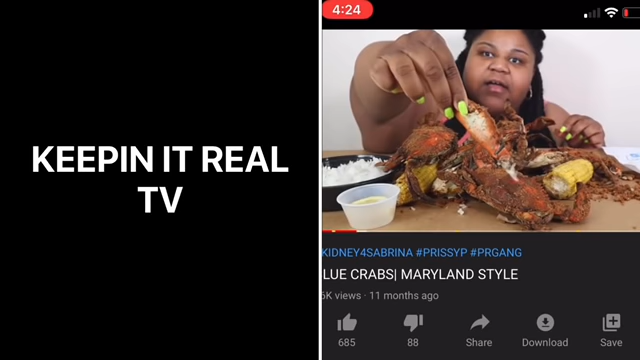 KEEPIN IT REAL
TV
4:24
KIDNEY4SABRINA #PRISSYP #PRGANG
LUE CRABS| MARYLAND STYLE
6K views · 11 months ago
685
88
Share
Download
Save